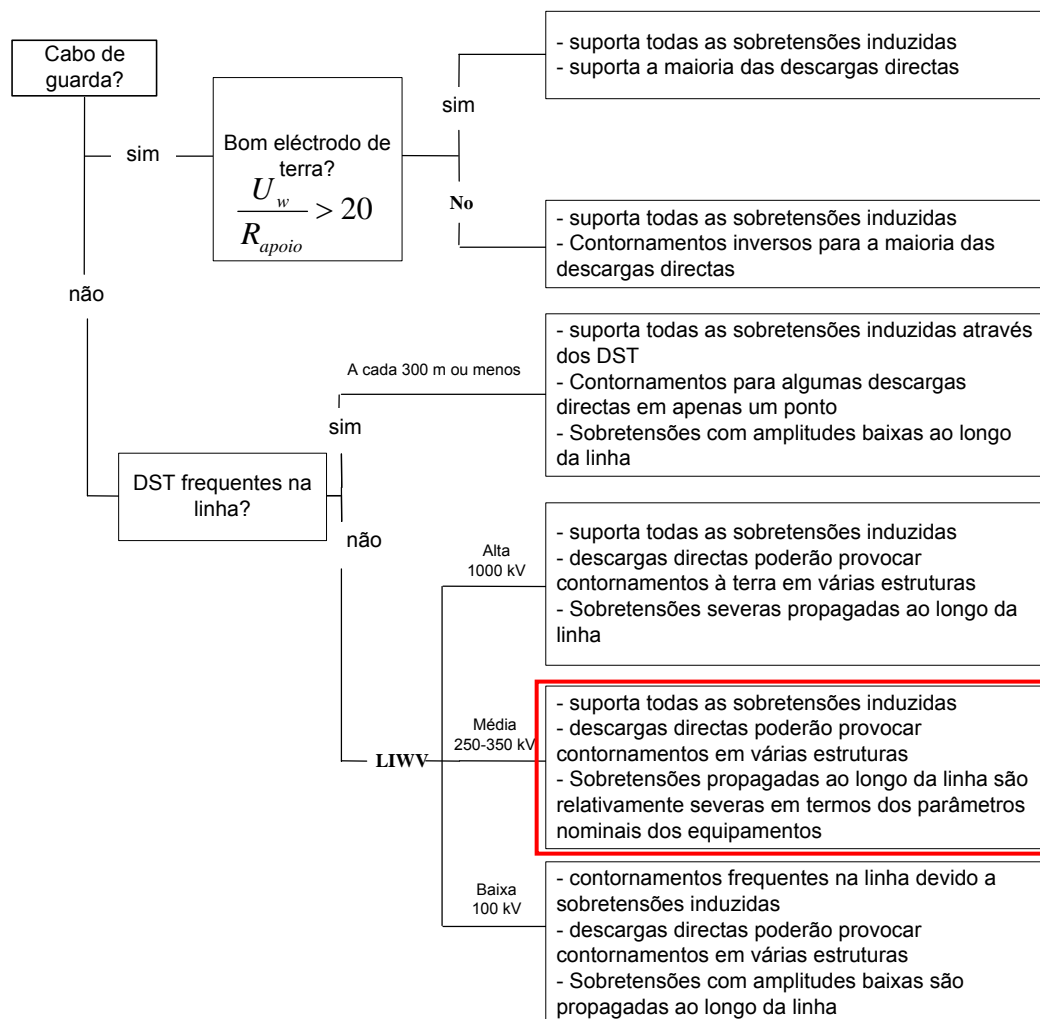 Cabo de
guarda?
sim
Bom eléctrodo de
terra?
U_w / R_apoio > 20
sim
- suporta todas as sobretensões induzidas
- suporta a maioria das descargas directas
No
- suporta todas as sobretensões induzidas
- Contornamentos inversos para a maioria das
descargas directas
não
DST frequentes na
linha?
sim
A cada 300 m ou menos
- suporta todas as sobretensões induzidas através
dos DST
- Contornamentos para algumas descargas
directas em apenas um ponto
- Sobretensões com amplitudes baixas ao longo
da linha
não
LIWV
Alta
1000 kV
- suporta todas as sobretensões induzidas
- descargas directas poderão provocar
contornamentos à terra em várias estruturas
- Sobretensões severas propagadas ao longo da
linha
Média
250-350 kV
- suporta todas as sobretensões induzidas
- descargas directas poderão provocar
contornamentos em várias estruturas
- Sobretensões propagadas ao longo da linha são
relativamente severas em termos dos parâmetros
nominais dos equipamentos
Baixa
100 kV
- contornamentos frequentes na linha devido a
sobretensões induzidas
- descargas directas poderão provocar
contornamentos em várias estruturas
- Sobretensões com amplitudes baixas são
propagadas ao longo da linha